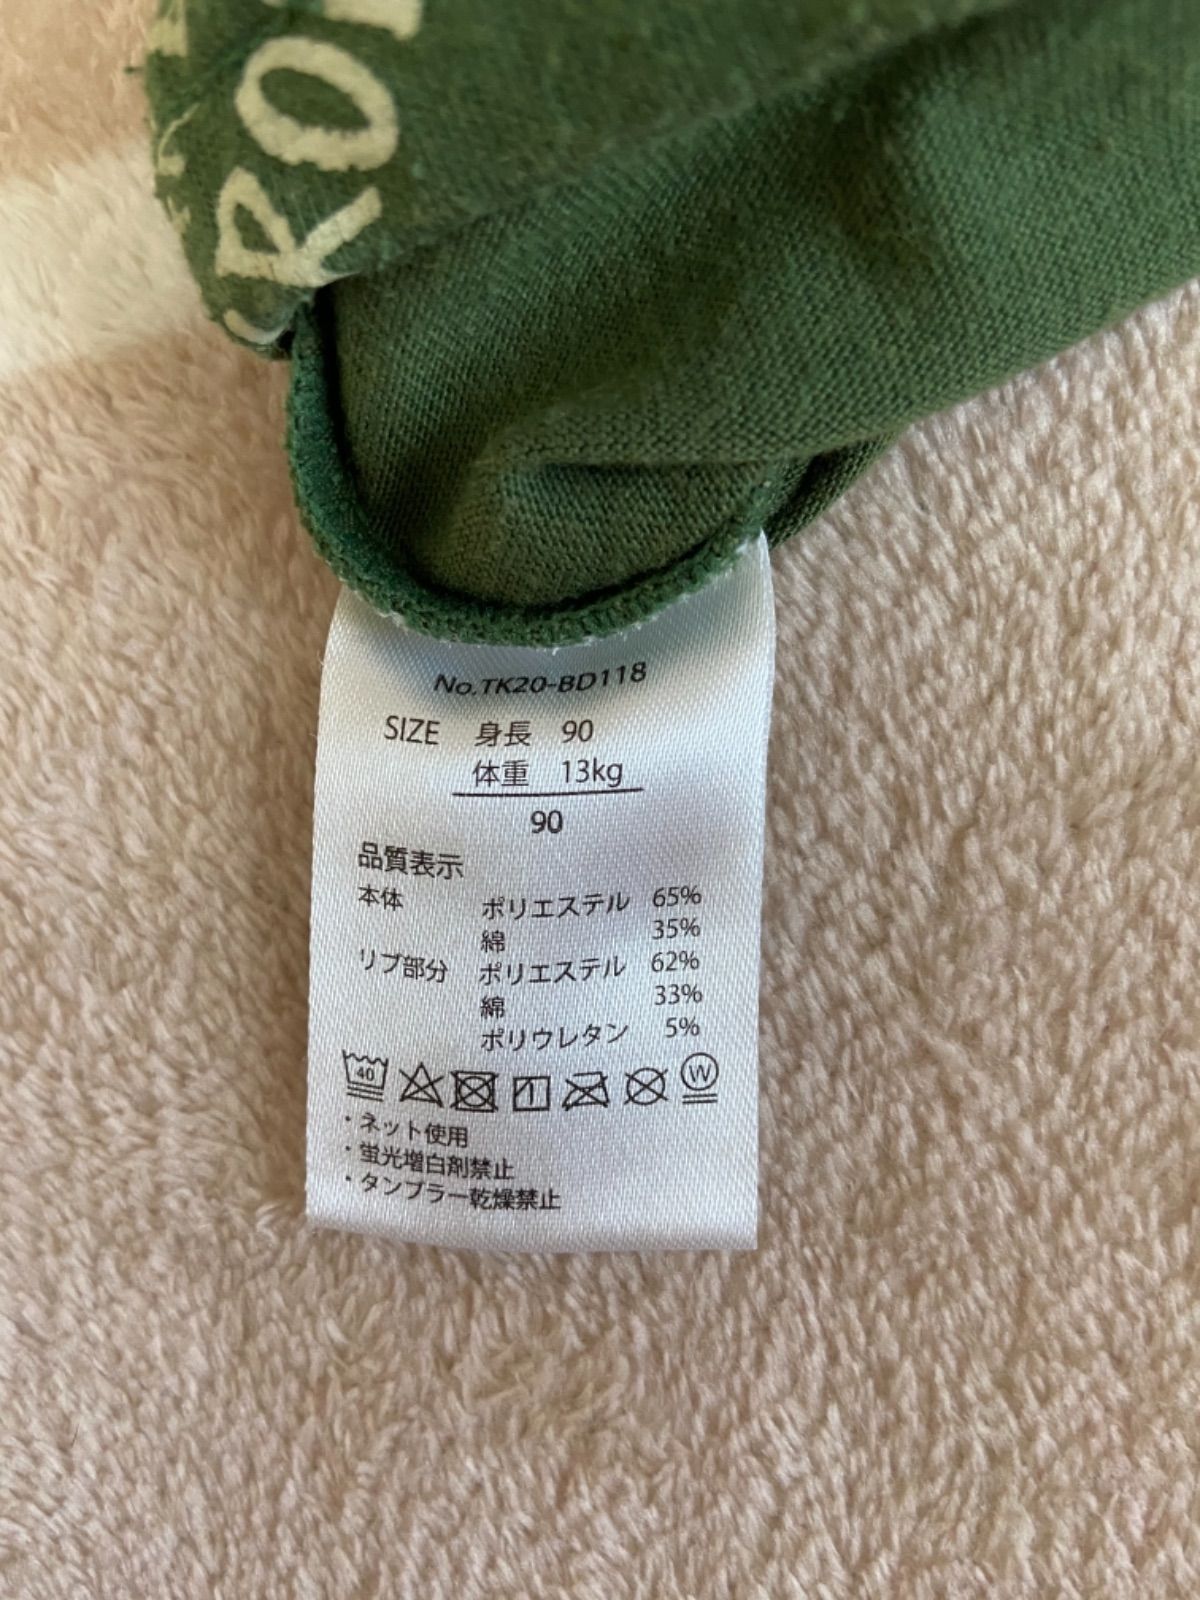 RO
No.TK20-BD118
SIZE 身長 90
体重 13kg
90
品質表示
本体 ポリエステル 65%
綿 35%
リブ部分 ポリエステル 62%
綿 33%
ポリウレタン 5%
40 W
・ネット使用
・蛍光増白剤禁止
・タンブラー乾燥禁止